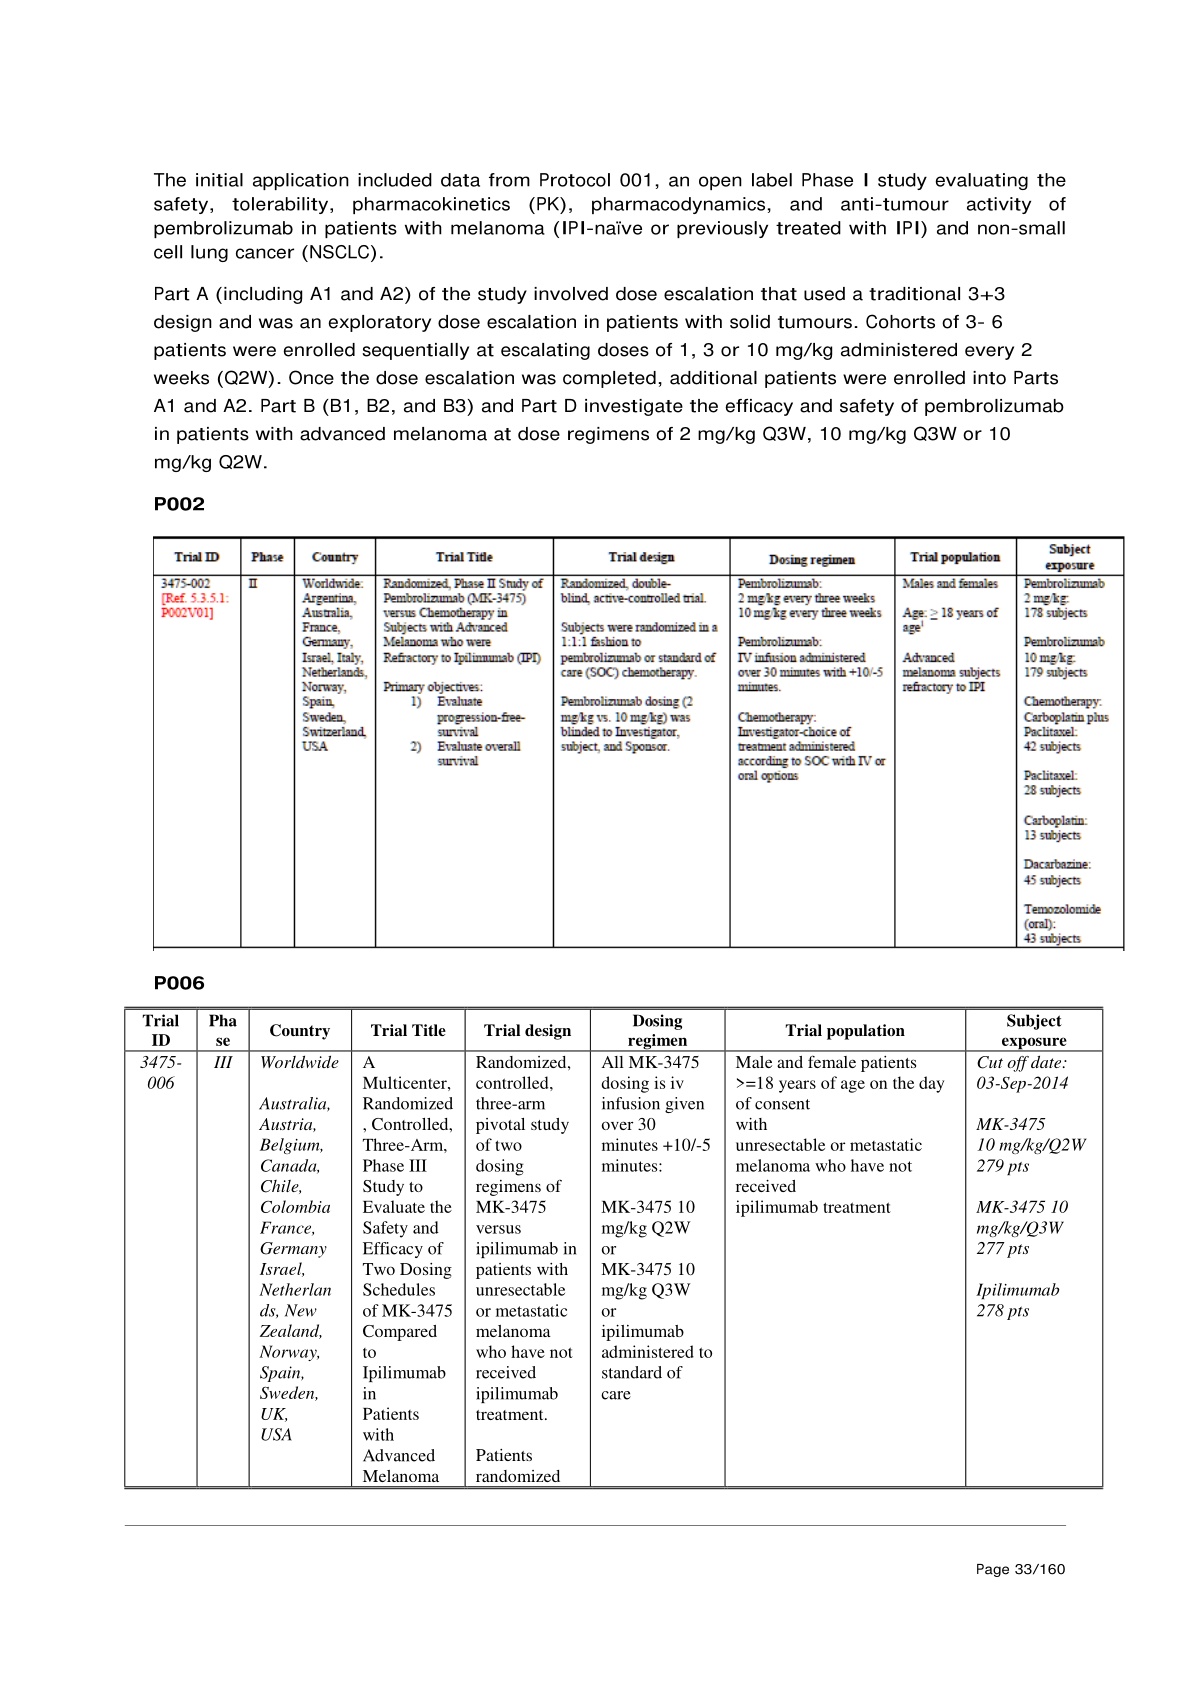 The initial application included data from Protocol 001, an open label Phase I study evaluating the
safety, tolerability, pharmacokinetics (PK), pharmacodynamics, and anti-tumour activity of
pembrolizumab in patients with melanoma (IPI-naïve or previously treated with IPI) and non-small
cell lung cancer (NSCLC).
Part A (including A1 and A2) of the study involved dose escalation that used a traditional 3+3
design and was an exploratory dose escalation in patients with solid tumours. Cohorts of 3- 6
patients were enrolled sequentially at escalating doses of 1, 3 or 10 mg/kg administered every 2
weeks (Q2W). Once the dose escalation was completed, additional patients were enrolled into Parts
A1 and A2. Part B (B1, B2, and B3) and Part D investigate the efficacy and safety of pembrolizumab
in patients with advanced melanoma at dose regimens of 2 mg/kg Q3W, 10 mg/kg Q3W or 10
mg/kg Q2W.
P002
Trial ID
Phase
Country
Trial Title
Trial design
Dosing regimen
Trial population
Subject
exposure
3475-002
[Ref. 5.3.5.1:
P002V01]
II
Worldwide:
Argentina,
Australia,
France,
Germany,
Israel, Italy,
Netherlands,
Norway,
Spain,
Sweden,
Switzerland,
USA
Randomized, Phase II Study of
Pembrolizumab (MK-3475)
versus Chemotherapy in
Subjects with Advanced
Melanoma who were
Refractory to Ipilimumab (IPI)
Primary objectives:
1) Evaluate
progression-free-
survival
2) Evaluate overall
survival
Randomized, double-
blind, active-controlled trial.
Subjects were randomized in a
1:1:1 fashion to
pembrolizumab or standard of
care (SOC) chemotherapy.
Pembrolizumab dosing (2
mg/kg vs. 10 mg/kg) was
blinded to Investigator,
subject, and Sponsor.
Pembrolizumab:
2 mg/kg every three weeks
10 mg/kg every three weeks
Pembrolizumab:
IV infusion administered
over 30 minutes with +10/-5
minutes.
Chemotherapy:
Investigator-choice of
treatment administered
according to SOC with IV or
oral options
Males and females
Age: ≥ 18 years of
age¹
Advanced
melanoma subjects
refractory to IPI
Pembrolizumab
2 mg/kg:
178 subjects
Pembrolizumab
10 mg/kg:
179 subjects
Chemotherapy:
Carboplatin plus
Paclitaxel:
42 subjects
Paclitaxel:
28 subjects
Carboplatin:
13 subjects
Dacarbazine:
45 subjects
Temozolomide
(oral):
43 subjects
P006
Trial
ID
Pha
se
Country
Trial Title
Trial design
Dosing
regimen
Trial population
Subject
exposure
3475-
006
III
Worldwide
Australia,
Austria,
Belgium,
Canada,
Chile,
Colombia
France,
Germany
Israel,
Netherlan
ds, New
Zealand,
Norway,
Spain,
Sweden,
UK,
USA
A
Multicenter,
Randomized
, Controlled,
Three-Arm,
Phase III
Study to
Evaluate the
Safety and
Efficacy of
Two Dosing
Schedules
of MK-3475
Compared
to
Ipilimumab
in
Patients
with
Advanced
Melanoma
Randomized,
controlled,
three-arm
pivotal study
of two
dosing
regimens of
MK-3475
versus
ipilimumab in
patients with
unresectable
or metastatic
melanoma
who have not
received
ipilimumab
treatment.
Patients
randomized
All MK-3475
dosing is iv
infusion given
over 30
minutes +10/-5
minutes:
MK-3475 10
mg/kg Q2W
or
MK-3475 10
mg/kg Q3W
or
ipilimumab
administered to
standard of
care
Male and female patients
>=18 years of age on the day
of consent
with
unresectable or metastatic
melanoma who have not
received
ipilimumab treatment
Cut off date:
03-Sep-2014
MK-3475
10 mg/kg/Q2W
279 pts
MK-3475 10
mg/kg/Q3W
277 pts
Ipilimumab
278 pts
Page 33/160